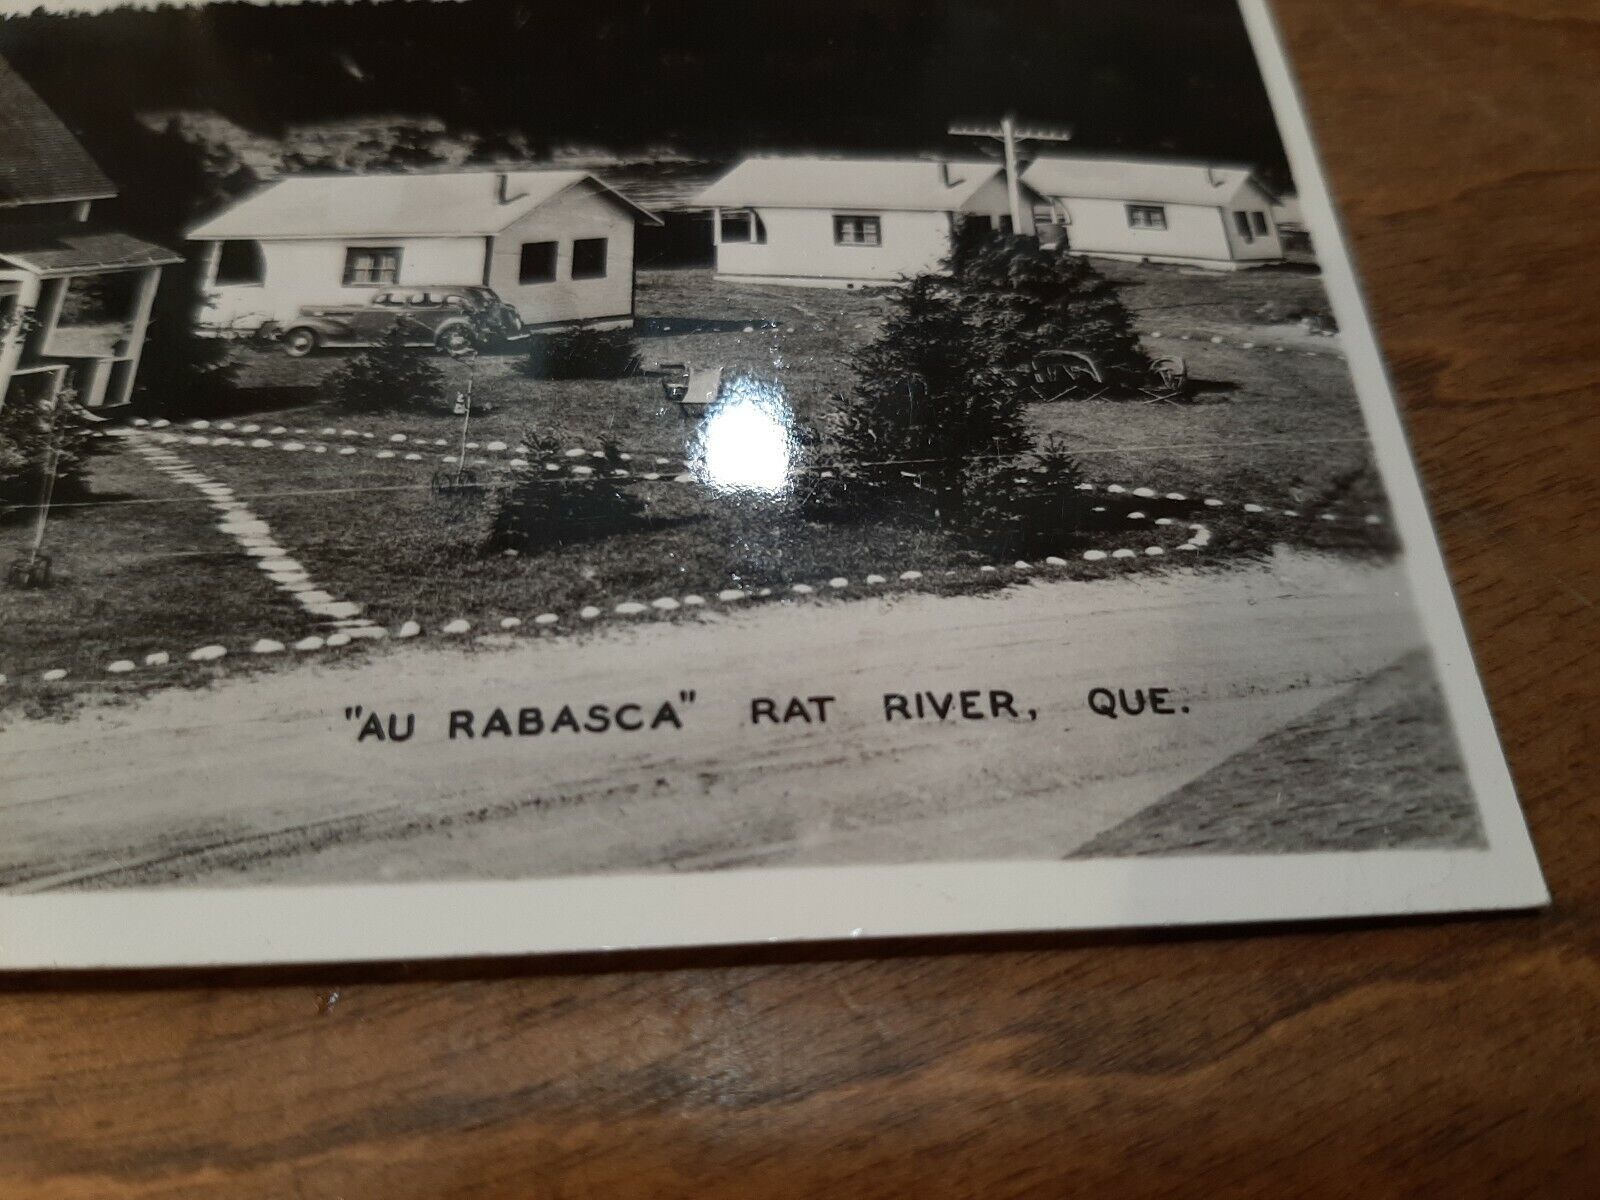 "AU RABASCA" RAT RIVER, QUE.